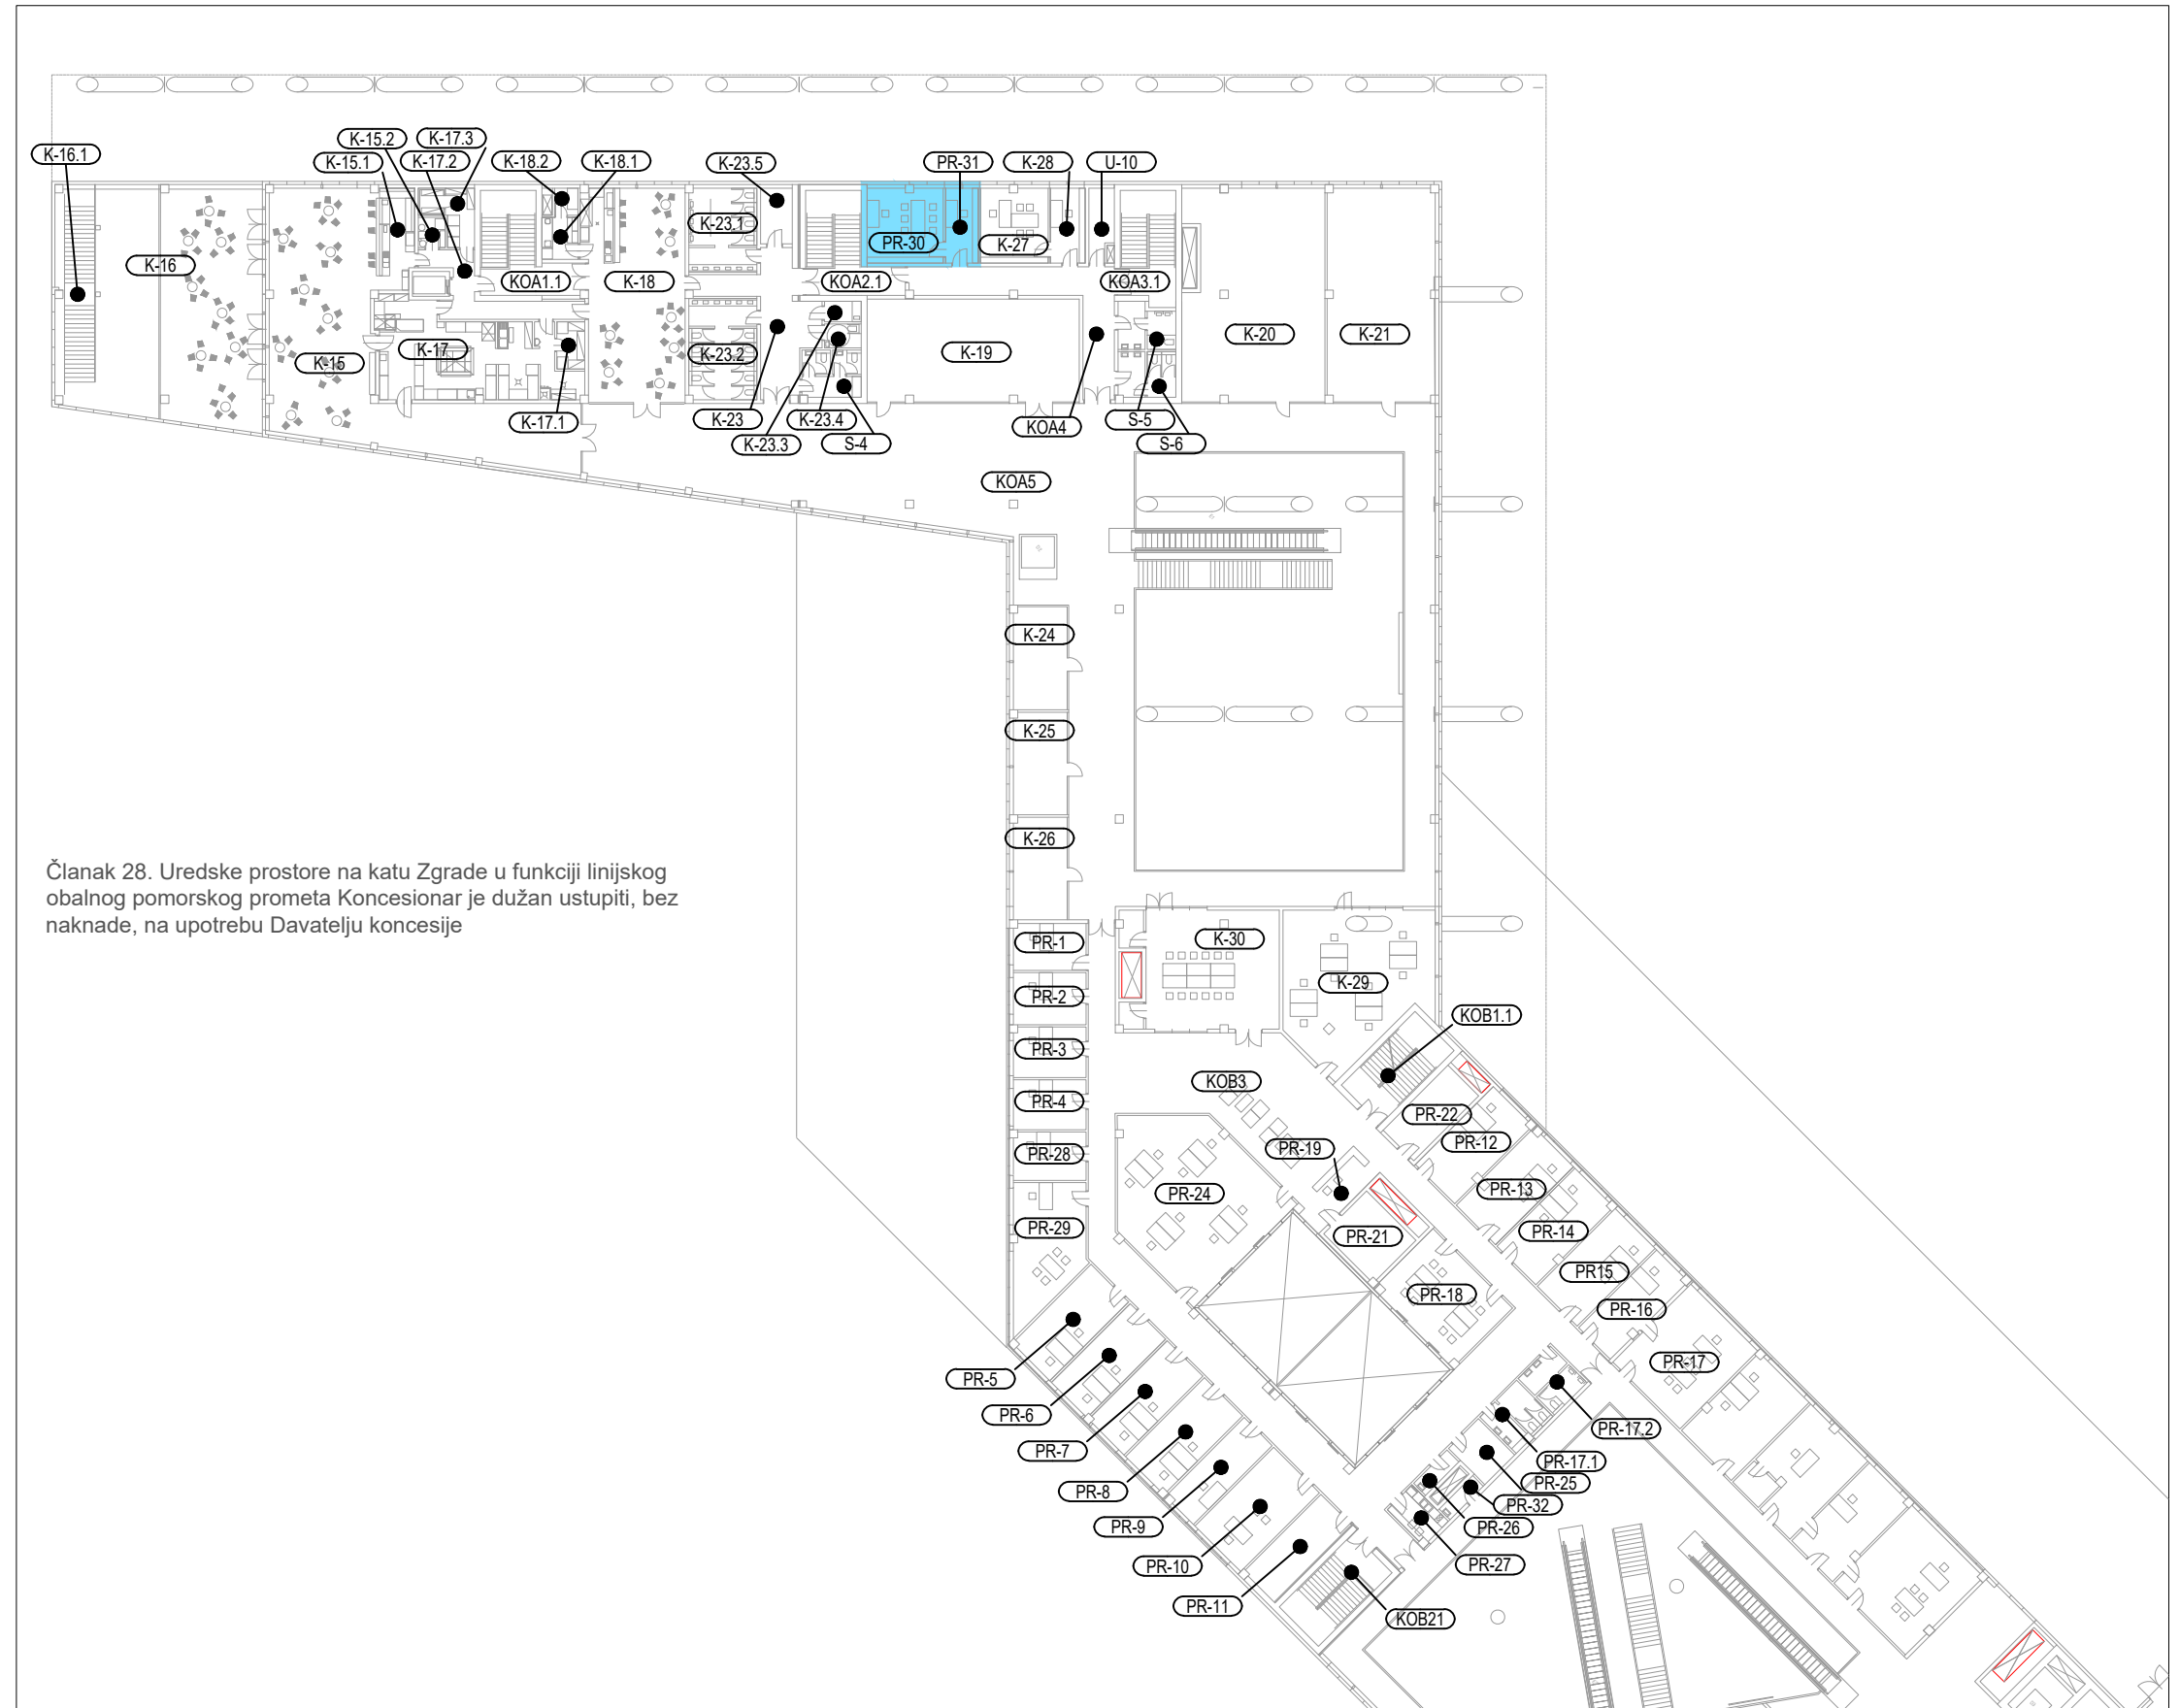 K-16.1
K-15.2
K-17.3
K-15.1
K-17.2
K-18.2
K-18.1
K-23.5
PR-31
K-28
U-10
K-23.1
PR-30
K-27
K-16
KOA1.1
K-18
KOA2.1
KOA3.1
K-15
K-17
K-23.2
K-19
K-20
K-21
K-17.1
K-23
K-23.3
K-23.4
S-4
KOA4
S-5
S-6
KOA5
K-24
K-25
K-26
Članak 28. Uredske prostore na katu Zgrade u funkciji linijskog
obalnog pomorskog prometa Koncesionar je dužan ustupiti, bez
naknade, na upotrebu Davatelju koncesije
PR-1
K-30
K-29
PR-2
KOB1.1
PR-3
KOB3
PR-4
PR-22
PR-12
PR-28
PR-19
PR-24
PR-13
PR-29
PR-21
PR-14
PR15
PR-18
PR-16
PR-17
PR-5
PR-6
PR-7
PR-17.2
PR-17.1
PR-8
PR-25
PR-32
PR-9
PR-26
PR-10
PR-27
PR-11
KOB21